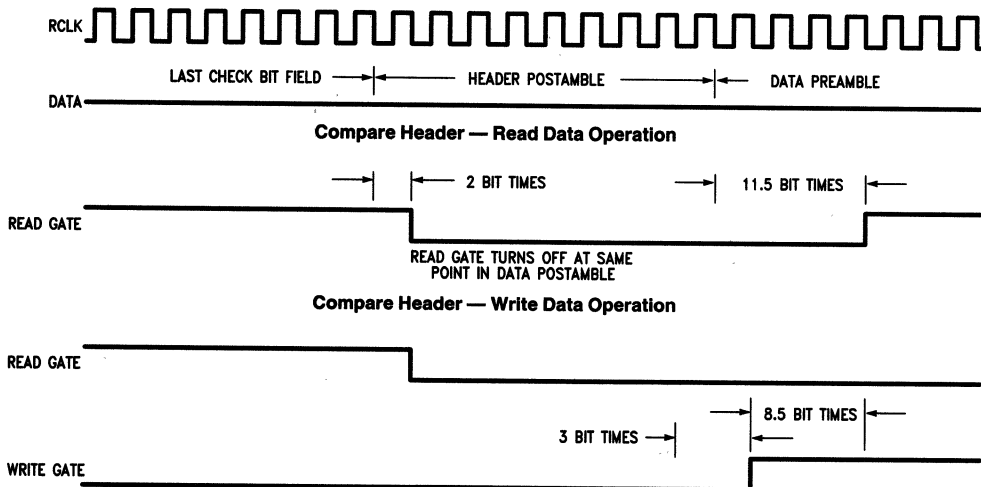 RCLK
LAST CHECK BIT FIELD
HEADER POSTAMBLE
DATA PREAMBLE
DATA
Compare Header — Read Data Operation
2 BIT TIMES
11.5 BIT TIMES
READ GATE
READ GATE TURNS OFF AT SAME
POINT IN DATA POSTAMBLE
Compare Header — Write Data Operation
READ GATE
8.5 BIT TIMES
3 BIT TIMES
WRITE GATE